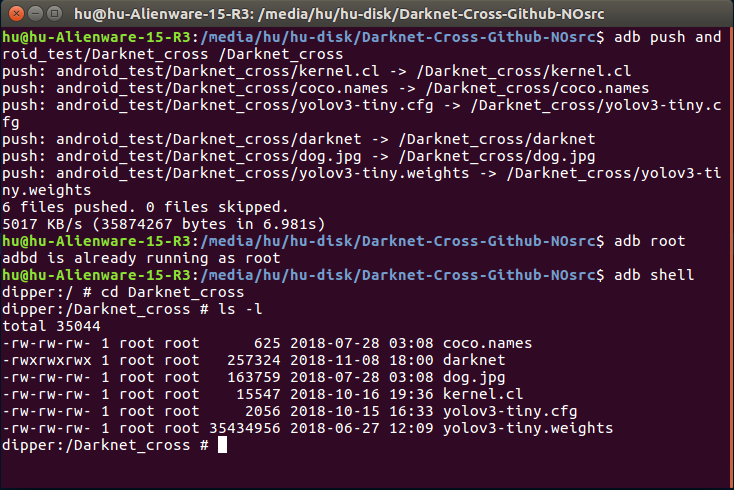 hu@hu-Alienware-15-R3: /media/hu/hu-disk/Darknet-Cross-Github-NOsrc
hu@hu-Alienware-15-R3:/media/hu/hu-disk/Darknet-Cross-Github-NOsrc$ adb push and
roid_test/Darknet_cross /Darknet_cross
push: android_test/Darknet_cross/kernel.cl -> /Darknet_cross/kernel.cl
push: android_test/Darknet_cross/coco.names -> /Darknet_cross/coco.names
push: android_test/Darknet_cross/yolov3-tiny.cfg -> /Darknet_cross/yolov3-tiny.c
fg
push: android_test/Darknet_cross/darknet -> /Darknet_cross/darknet
push: android_test/Darknet_cross/dog.jpg -> /Darknet_cross/dog.jpg
push: android_test/Darknet_cross/yolov3-tiny.weights -> /Darknet_cross/yolov3-ti
ny.weights
6 files pushed. 0 files skipped.
5017 KB/s (35874267 bytes in 6.981s)
hu@hu-Alienware-15-R3:/media/hu/hu-disk/Darknet-Cross-Github-NOsrc$ adb root
adbd is already running as root
hu@hu-Alienware-15-R3:/media/hu/hu-disk/Darknet-Cross-Github-NOsrc$ adb shell
dipper:/ # cd Darknet_cross
dipper:/Darknet_cross # ls -l
total 35044
-rw-rw-rw- 1 root root      625 2018-07-28 03:08 coco.names
-rwxrwxrwx 1 root root   257324 2018-11-08 18:00 darknet
-rw-rw-rw- 1 root root   163759 2018-07-28 03:08 dog.jpg
-rw-rw-rw- 1 root root    15547 2018-10-16 19:36 kernel.cl
-rw-rw-rw- 1 root root     2056 2018-10-15 16:33 yolov3-tiny.cfg
-rw-rw-rw- 1 root root 35434956 2018-06-27 12:09 yolov3-tiny.weights
dipper:/Darknet_cross #